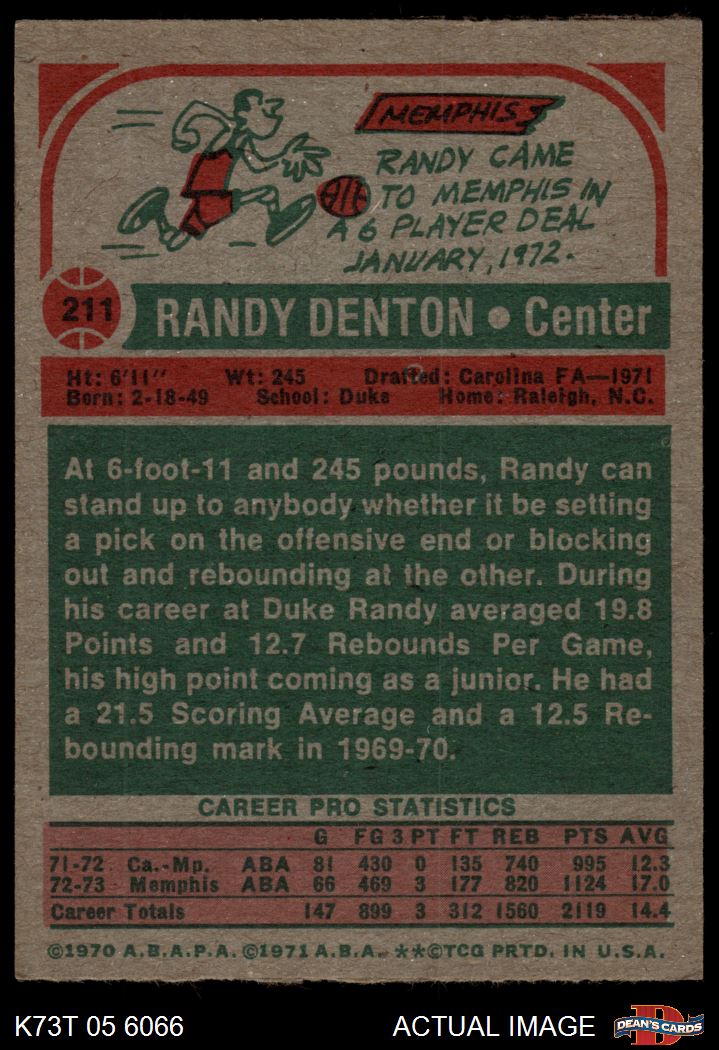 MEMPHIS
RANDY CAME
TO MEMPHIS IN
A 6 PLAYER DEAL
JANUARY, 1972.
211
RANDY DENTON • Center
Ht: 6'11" Wt: 245 Drafted: Carolina FA—1971
Born: 2-18-49 School: Duke Home: Raleigh, N.C.
At 6-foot-11 and 245 pounds, Randy can
stand up to anybody whether it be setting
a pick on the offensive end or blocking
out and rebounding at the other. During
his career at Duke Randy averaged 19.8
Points and 12.7 Rebounds Per Game,
his high point coming as a junior. He had
a 21.5 Scoring Average and a 12.5 Re-
bounding mark in 1969-70.
CAREER PRO STATISTICS
G FG 3 PT FT REB PTS AVG
71-72 Ca.-Mp. ABA 81 430 0 135 740 995 12.3
72-73 Memphis ABA 66 469 3 177 820 1124 17.0
Career Totals 147 899 3 312 1560 2119 14.4
©1970 A.B.A.P.A. ©1971 A.B.A. **©TCG PRTD. IN U.S.A.
K73T 05 6066 ACTUAL IMAGE DEAN'S CARDS